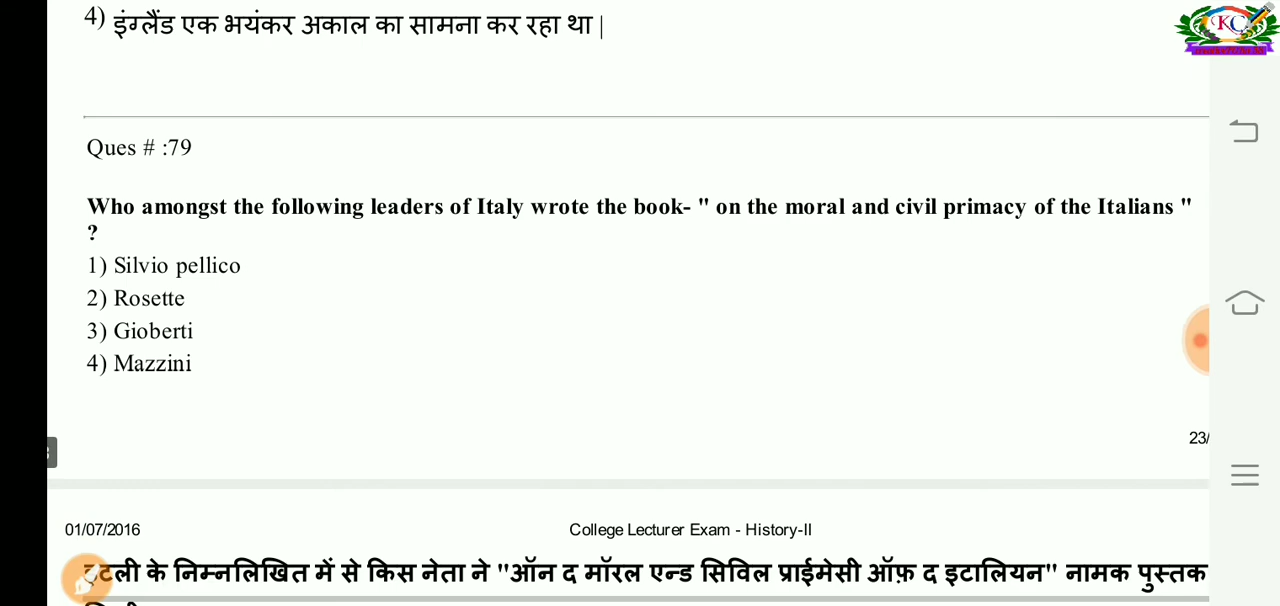 4) इंग्लैंड एक भयंकर अकाल का सामना कर रहा था |
KC
Ques # :79
Who amongst the following leaders of Italy wrote the book- " on the moral and civil primacy of the Italians "
?
1) Silvio pellico
2) Rosette
3) Gioberti
4) Mazzini
23/
01/07/2016
College Lecturer Exam - History-II
इटली के निम्नलिखित में से किस नेता ने "ऑन द मॉरल एन्ड सिविल प्राईमेसी ऑफ़ द इटालियन" नामक पुस्तक